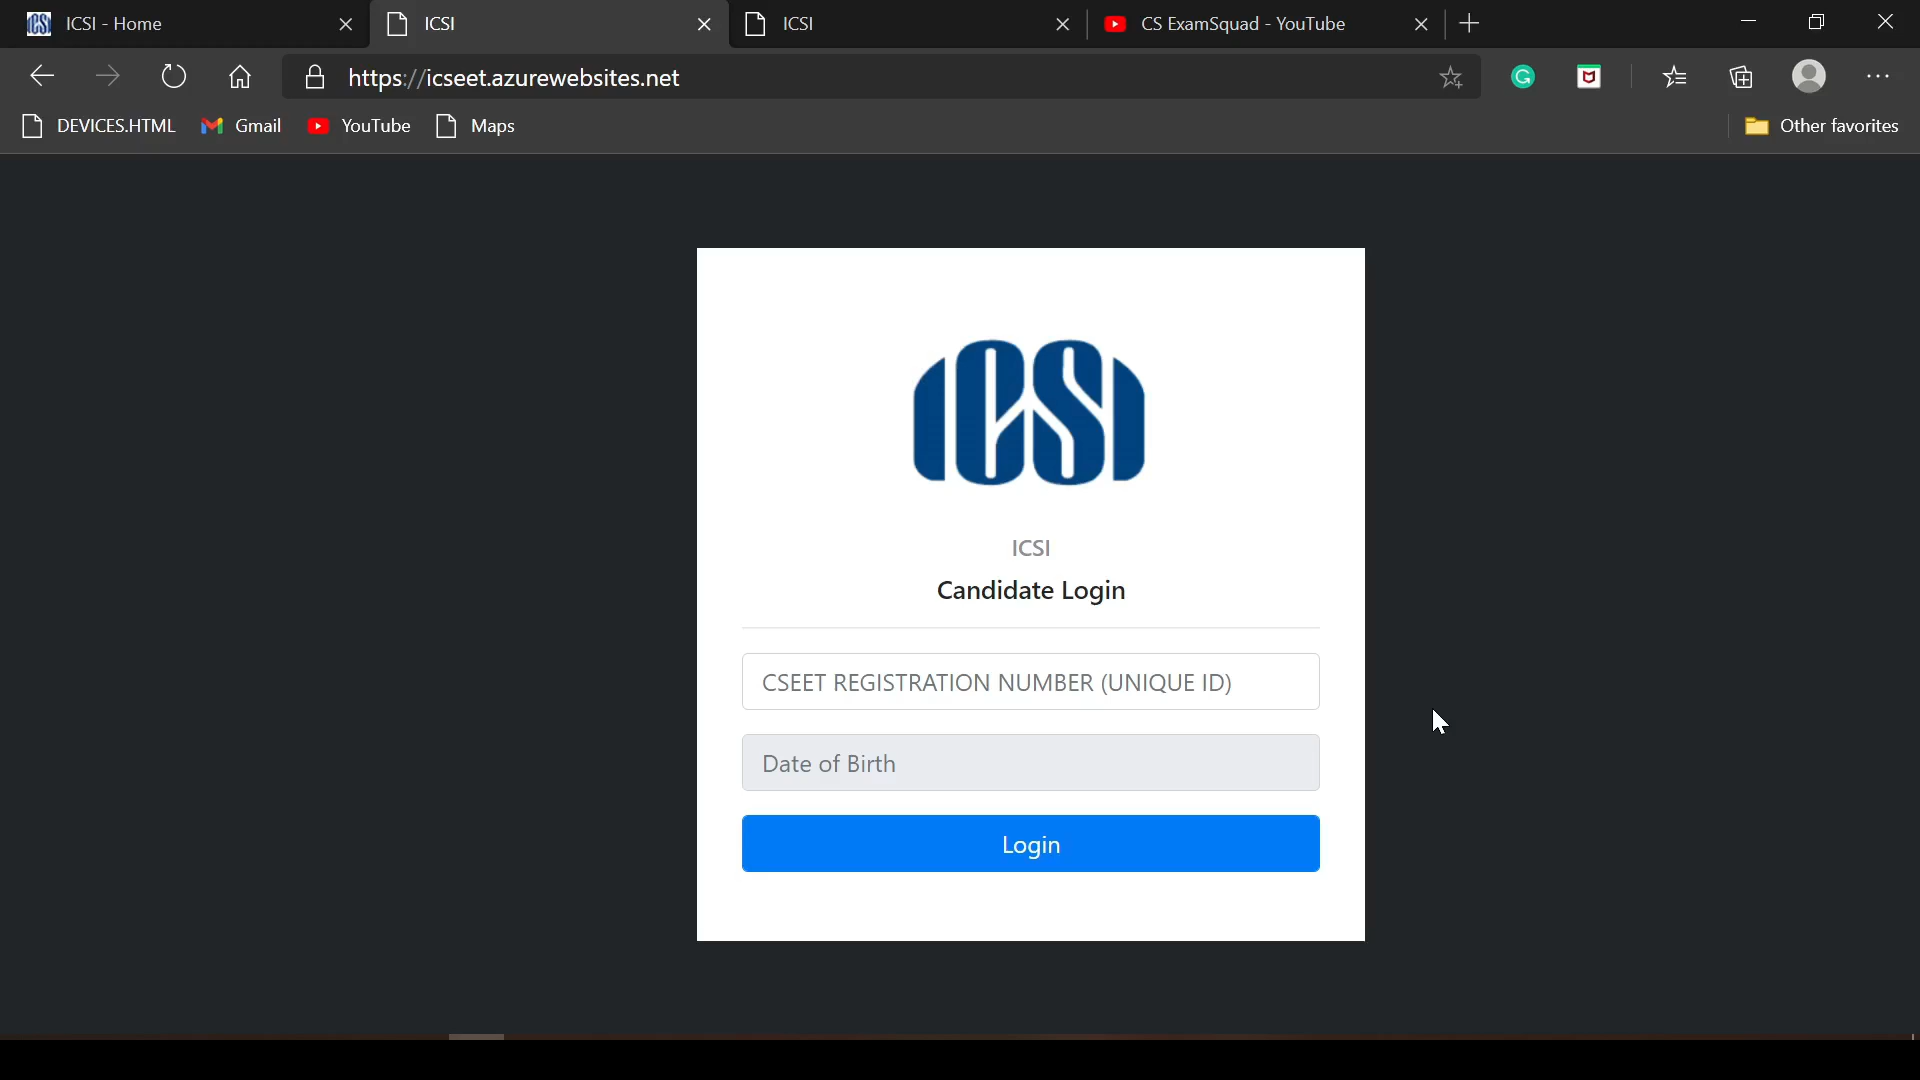 ICSI - Home
ICSI
ICSI
CS ExamSquad - YouTube
https://icseet.azurewebsites.net
DEVICES.HTML
Gmail
YouTube
Maps
Other favorites
ICSI
ICSI
Candidate Login
CSEET REGISTRATION NUMBER (UNIQUE ID)
Date of Birth
Login